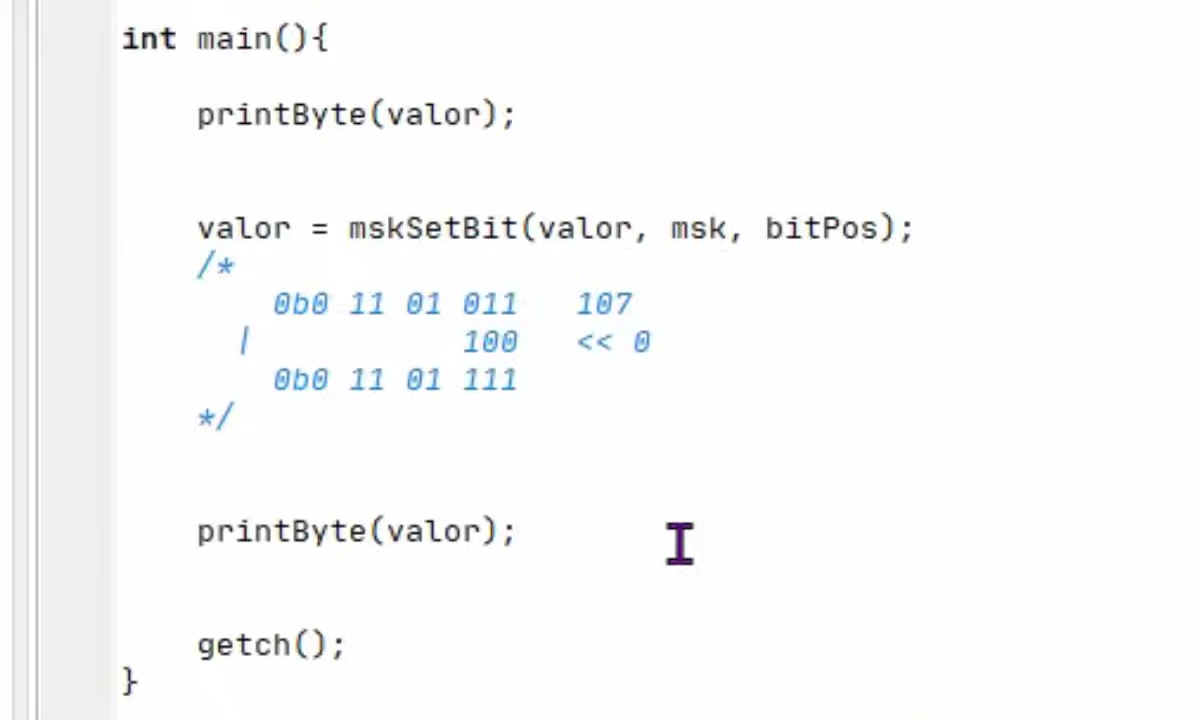 int main(){
printByte(valor);
valor = mskSetBit(valor, msk, bitPos);
/*
0b0 11 01 011   107
|            100   << 0
0b0 11 01 111
*/
printByte(valor);
getch();
}